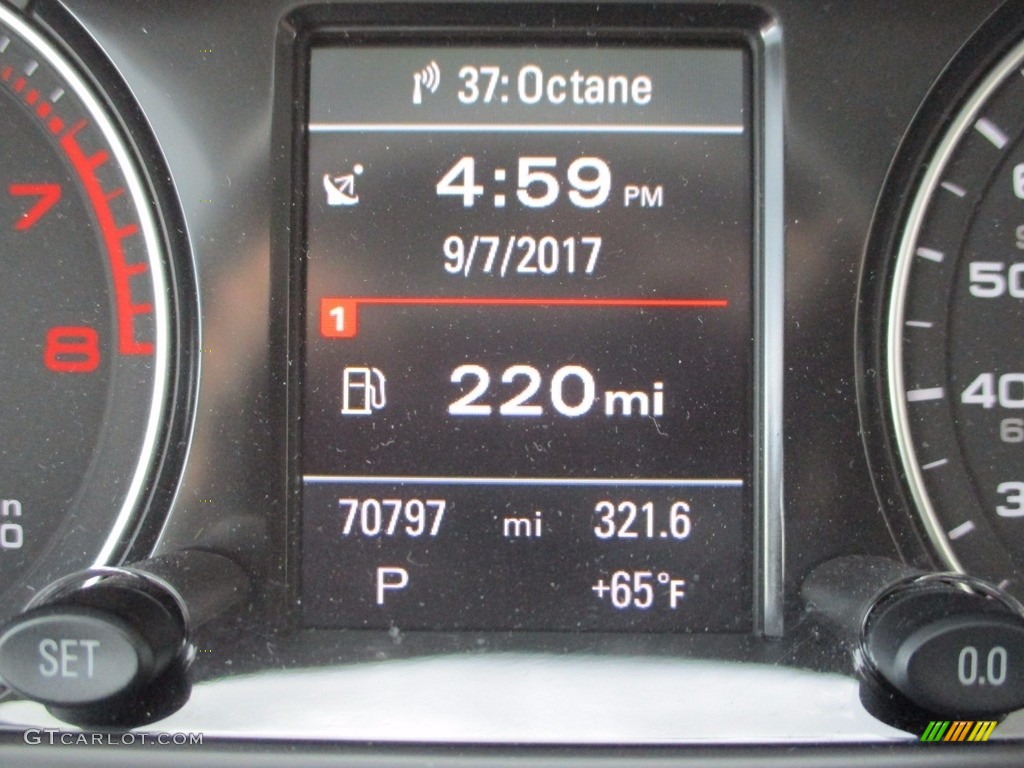 37: Octane
4:59 PM
9/7/2017
1
220 mi
70797 mi 321.6
P +65°F
7
8
50
40
SET
0.0
GTCARLOT.COM